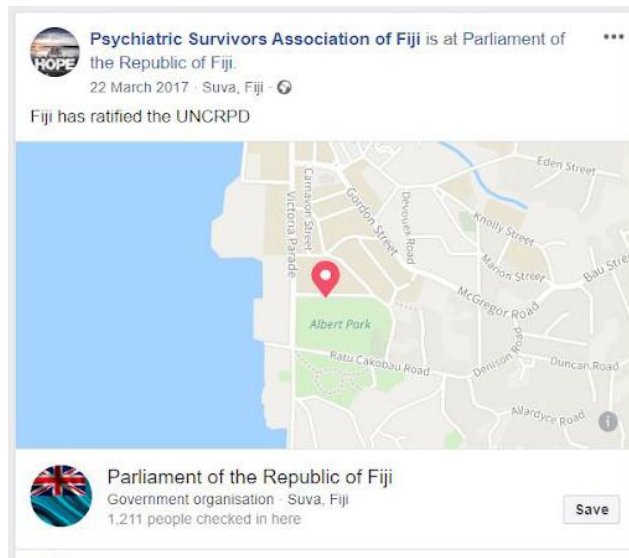 HOPE
Psychiatric Survivors Association of Fiji is at Parliament of
the Republic of Fiji.
22 March 2017 · Suva, Fiji ·
Fiji has ratified the UNCRPD
Eden Street
Carnavon Street
Victoria Parade
Gordon Street
Devouex Road
Knolly Street
Marion Street
Bau Stree
McGregor Road
Albert Park
Ratu Cakobau Road
Denison Road
Duncan Road
Allardyce Road
Parliament of the Republic of Fiji
Government organisation · Suva, Fiji
1,211 people checked in here
Save